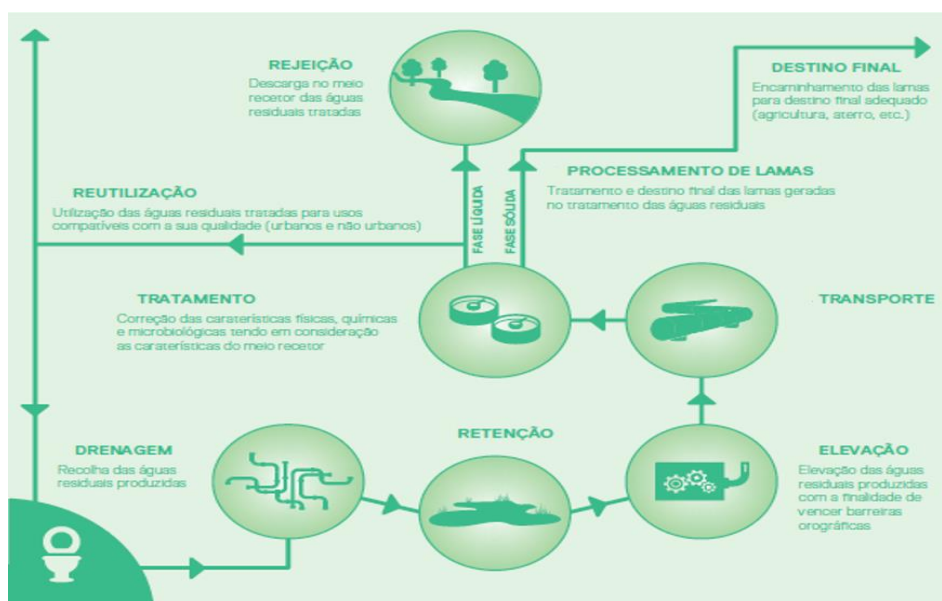 REJEIÇÃO
Descarga no meio
recetor das águas
residuais tratadas
DESTINO FINAL
Encaminhamento das lamas
para destino final adequado
(agricultura, aterro, etc.)
REUTILIZAÇÃO
Utilização das águas residuais tratadas para usos
compatíveis com a sua qualidade (urbanos e não urbanos)
FASE LÍQUIDA
FASE SÓLIDA
PROCESSAMENTO DE LAMAS
Tratamento e destino final das lamas geradas
no tratamento das águas residuais
TRATAMENTO
Correção das caraterísticas físicas, químicas
e microbiológicas tendo em consideração
as caraterísticas do meio recetor
TRANSPORTE
DRENAGEM
Recolha das águas
residuais produzidas
RETENÇÃO
ELEVAÇÃO
Elevação das águas
residuais produzidas
com a finalidade de
vencer barreiras
orográficas